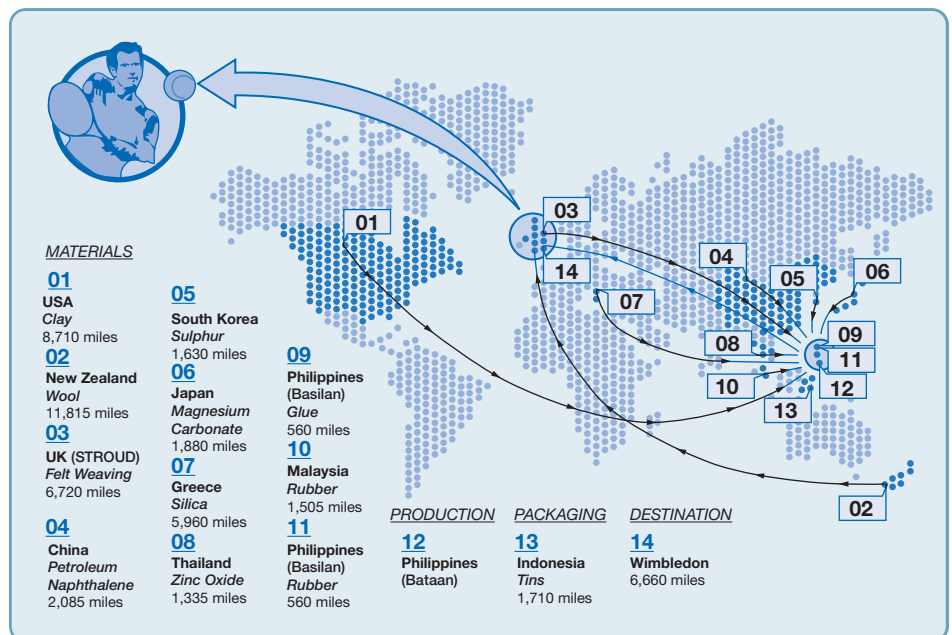 MATERIALS
01
USA
Clay
8,710 miles
02
New Zealand
Wool
11,815 miles
03
UK (STROUD)
Felt Weaving
6,720 miles
04
China
Petroleum
Naphthalene
2,085 miles
05
South Korea
Sulphur
1,630 miles
06
Japan
Magnesium
Carbonate
1,880 miles
07
Greece
Silica
5,960 miles
08
Thailand
Zinc Oxide
1,335 miles
09
Philippines
(Basilan)
Glue
560 miles
10
Malaysia
Rubber
1,505 miles
11
Philippines
(Basilan)
Rubber
560 miles
PRODUCTION
12
Philippines
(Bataan)
PACKAGING
13
Indonesia
Tins
1,710 miles
DESTINATION
14
Wimbledon
6,660 miles
01
03
14
04
05
06
07
08
09
10
11
12
13
02